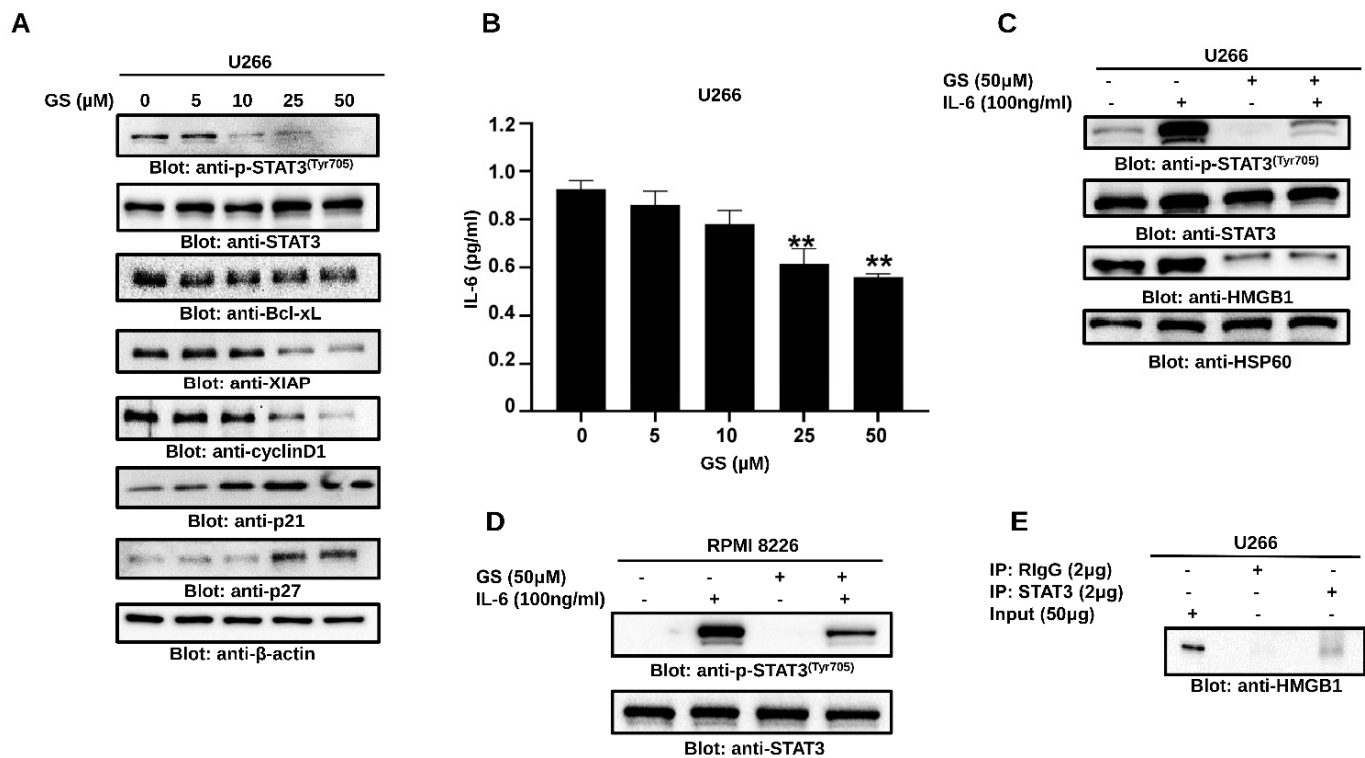 A
U266
GS (µM) 0 5 10 25 50
Blot: anti-p-STAT3(Tyr705)
Blot: anti-STAT3
Blot: anti-Bcl-xL
Blot: anti-XIAP
Blot: anti-cyclinD1
Blot: anti-p21
Blot: anti-p27
Blot: anti-β-actin
B
U266
IL-6 (pg/ml)
1.2
1.0
0.8
0.6
0.4
0.2
0
** **
0 5 10 25 50
GS (µM)
C
U266
GS (50µM) - - + +
IL-6 (100ng/ml) - + - +
Blot: anti-p-STAT3(Tyr705)
Blot: anti-STAT3
Blot: anti-HMGB1
Blot: anti-HSP60
D
RPMI 8226
GS (50µM) - - + +
IL-6 (100ng/ml) - + - +
Blot: anti-p-STAT3(Tyr705)
Blot: anti-STAT3
E
U266
IP: RIgG (2µg) - + -
IP: STAT3 (2µg) - - +
Input (50µg) + - -
Blot: anti-HMGB1